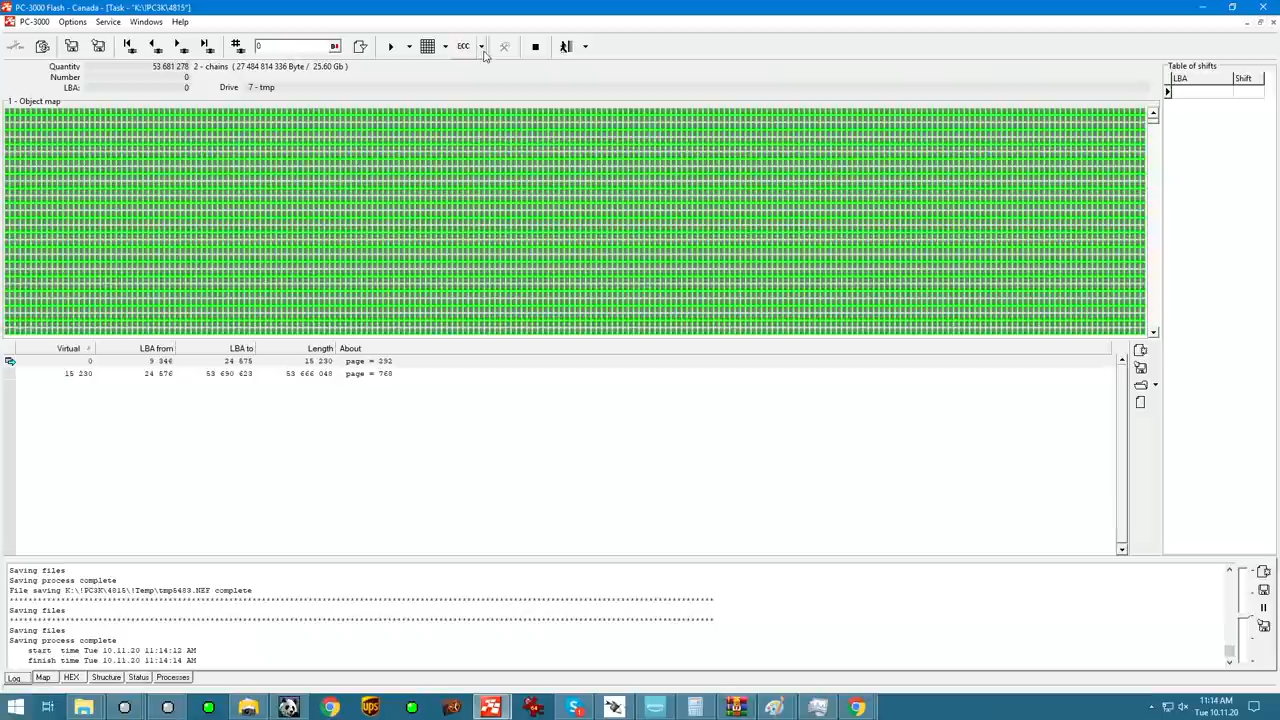 PC-3000 Flash - Canada - [Task - "K:\!PC3K\4815"]
PC-3000 Options Service Windows Help
0 ECC
Quantity 53 681 278 2 - chains ( 27 484 814 336 Byte / 25.60 Gb )
Number 0
LBA: 0 Drive 7 - tmp
Table of shifts
LBA Shift
1 - Object map
Virtual LBA from LBA to Length About
0 9 346 24 575 15 230 page = 292
15 230 24 576 53 690 623 53 666 048 page = 768
Saving files
Saving process complete
File saving K:\!PC3K\4815\!Temp\tmp5483.NEF complete
Saving files
Saving files
Saving process complete
start time Tue 10.11.20 11:14:12 AM
finish time Tue 10.11.20 11:14:14 AM
Log Map HEX Structure Status Processes
ups
64
11:14 AM
Tue 10.11.20